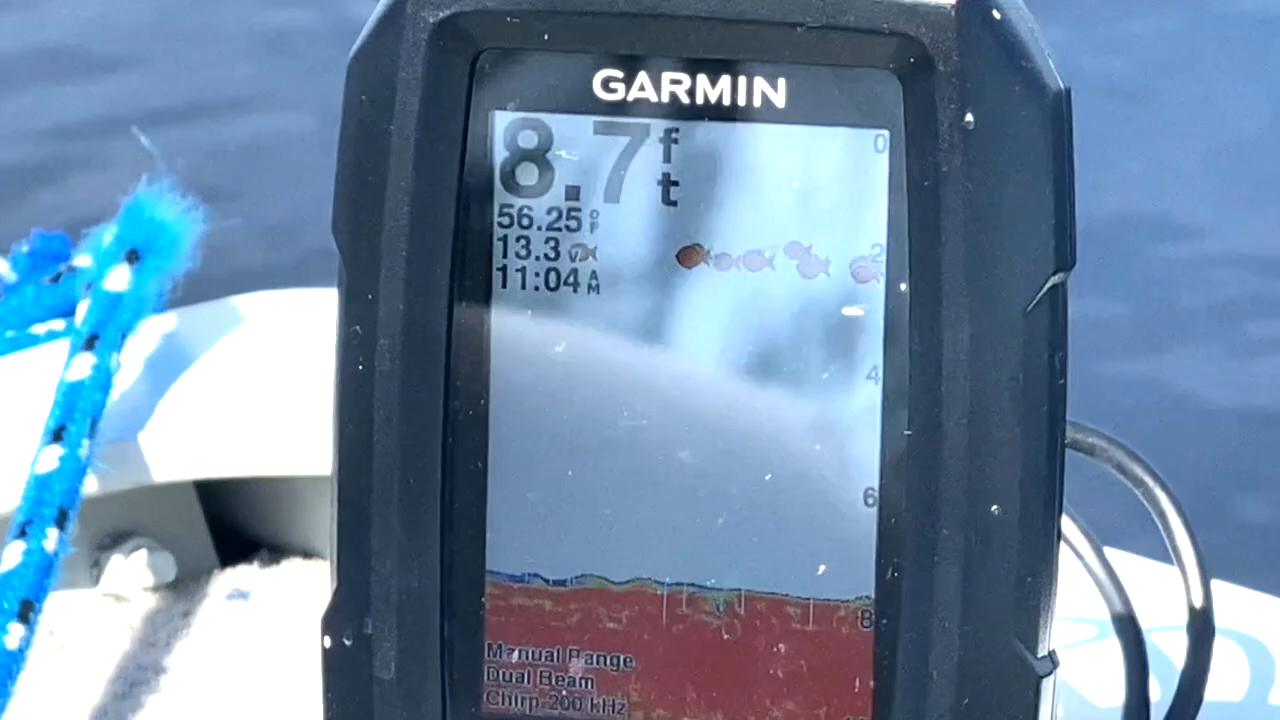 GARMIN
8.7 ft
0
56.25 °F
13.3 V
2
11:04 AM
4
6
8
Manual Range
Dual Beam
Chirp 200 kHz